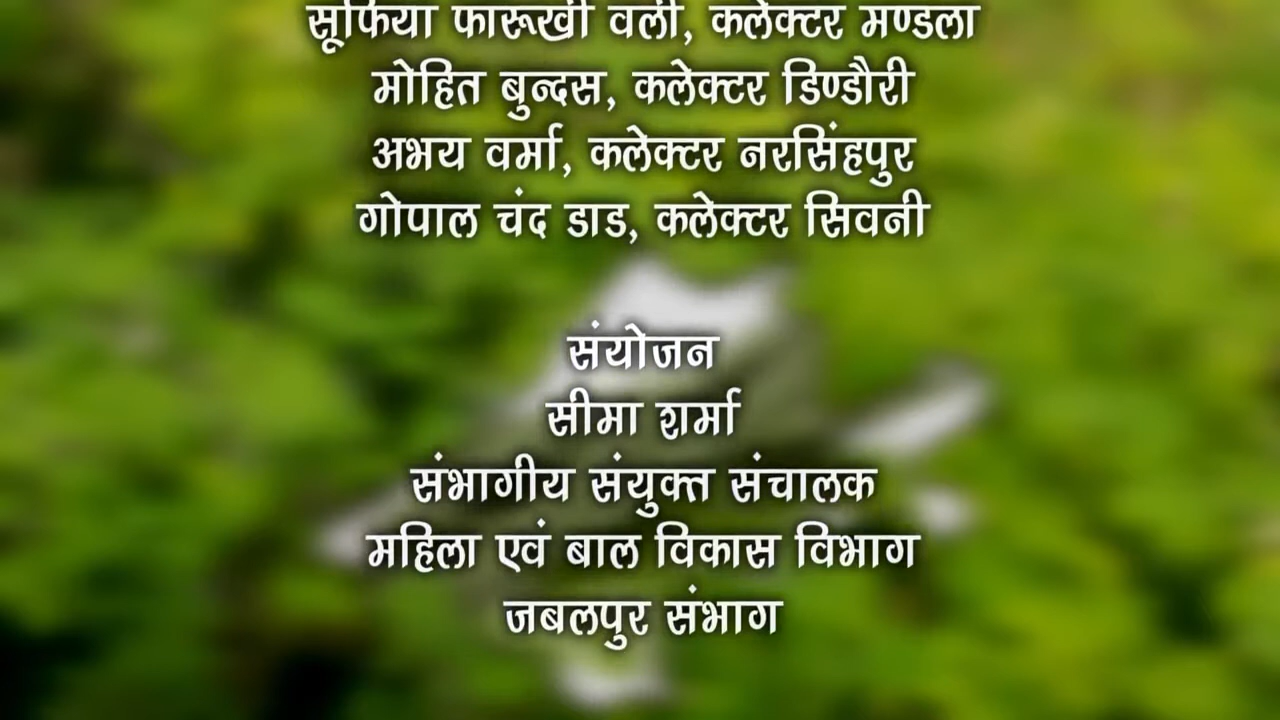 सूफिया फारूखी वली, कलेक्टर मण्डला
मोहित बुन्दस, कलेक्टर डिण्डौरी
अभय वर्मा, कलेक्टर नरसिंहपुर
गोपाल चंद डाड, कलेक्टर सिवनी
संयोजन
सीमा शर्मा
संभागीय संयुक्त संचालक
महिला एवं बाल विकास विभाग
जबलपुर संभाग